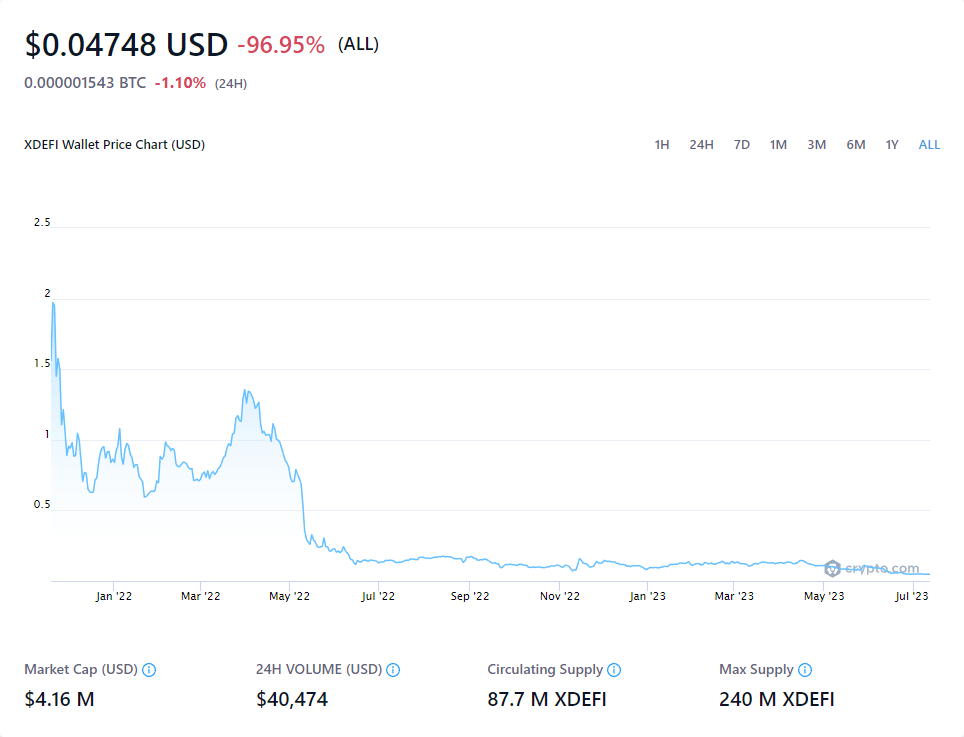 $0.04748 USD -96.95% (ALL)
0.000001543 BTC -1.10% (24H)
XDEFI Wallet Price Chart (USD) 1H 24H 7D 1M 3M 6M 1Y ALL
2.5
2
1.5
1
0.5
crypto.com
Jan '22 Mar '22 May '22 Jul '22 Sep '22 Nov '22 Jan '23 Mar '23 May '23 Jul '23
Market Cap (USD) 24H VOLUME (USD) Circulating Supply Max Supply
$4.16 M $40,474 87.7 M XDEFI 240 M XDEFI